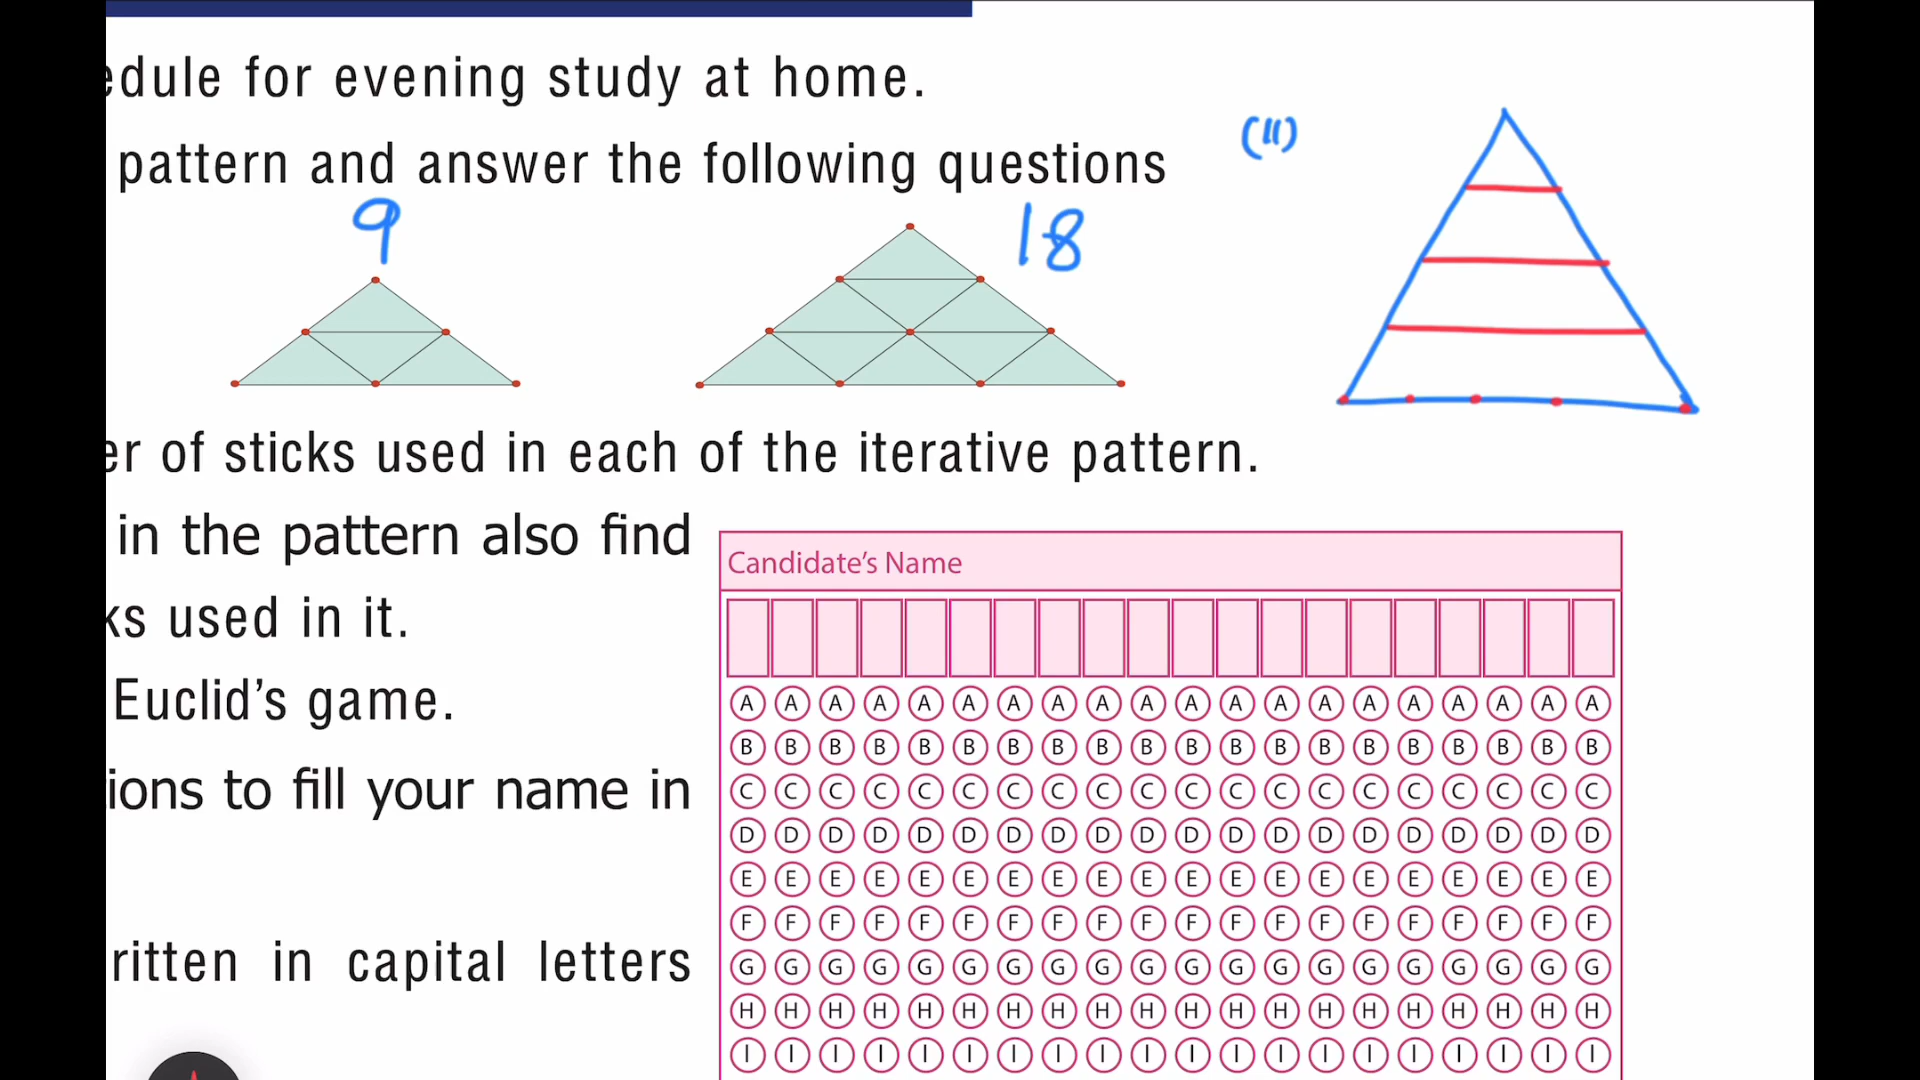 edule for evening study at home.
pattern and answer the following questions
(ii)
9
18
er of sticks used in each of the iterative pattern.
in the pattern also find
ks used in it.
Euclid’s game.
ions to fill your name in
ritten in capital letters
Candidate’s Name
A A A A A A A A A A A A A A A A A A A A
B B B B B B B B B B B B B B B B B B B B
C C C C C C C C C C C C C C C C C C C C
D D D D D D D D D D D D D D D D D D D D
E E E E E E E E E E E E E E E E E E E E
F F F F F F F F F F F F F F F F F F F F
G G G G G G G G G G G G G G G G G G G G
H H H H H H H H H H H H H H H H H H H H
I I I I I I I I I I I I I I I I I I I I